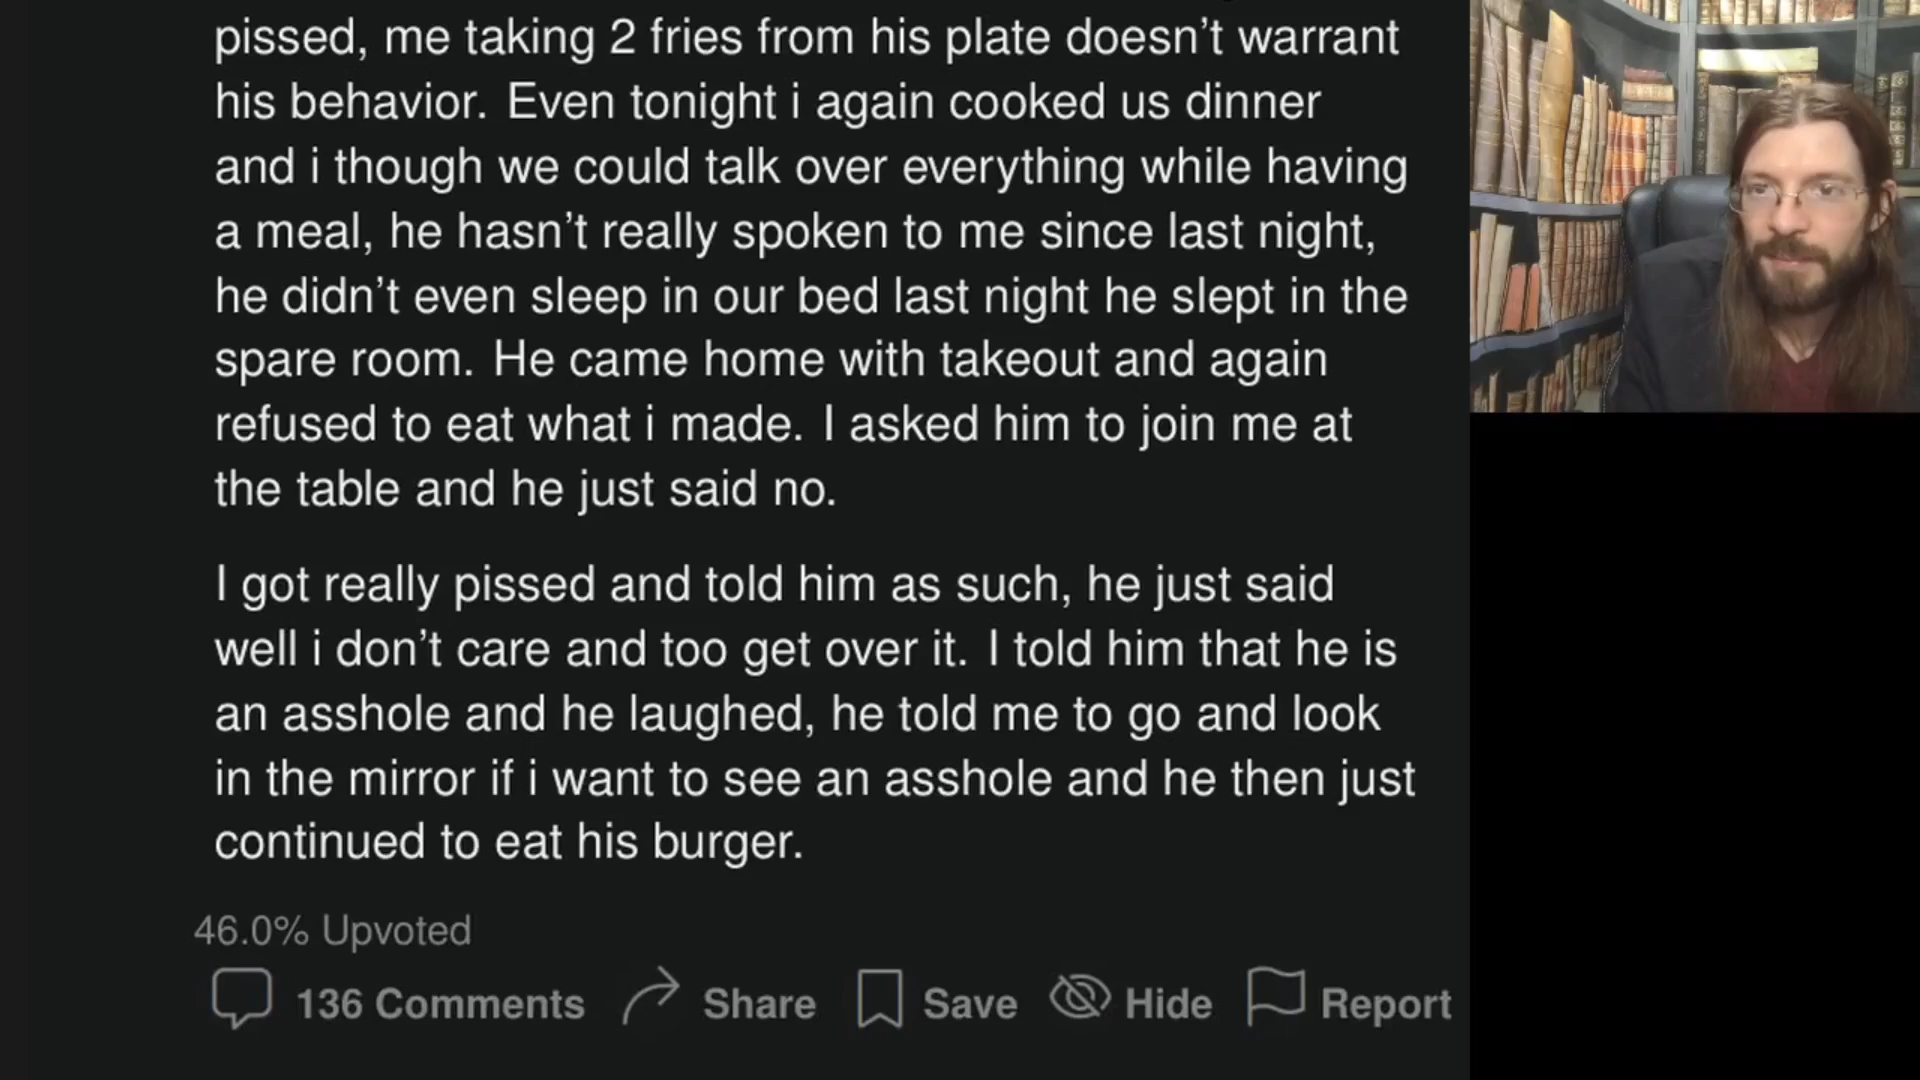 pissed, me taking 2 fries from his plate doesn’t warrant
his behavior. Even tonight i again cooked us dinner
and i though we could talk over everything while having
a meal, he hasn’t really spoken to me since last night,
he didn’t even sleep in our bed last night he slept in the
spare room. He came home with takeout and again
refused to eat what i made. I asked him to join me at
the table and he just said no.
I got really pissed and told him as such, he just said
well i don’t care and too get over it. I told him that he is
an asshole and he laughed, he told me to go and look
in the mirror if i want to see an asshole and he then just
continued to eat his burger.
46.0% Upvoted
136 Comments Share Save Hide Report